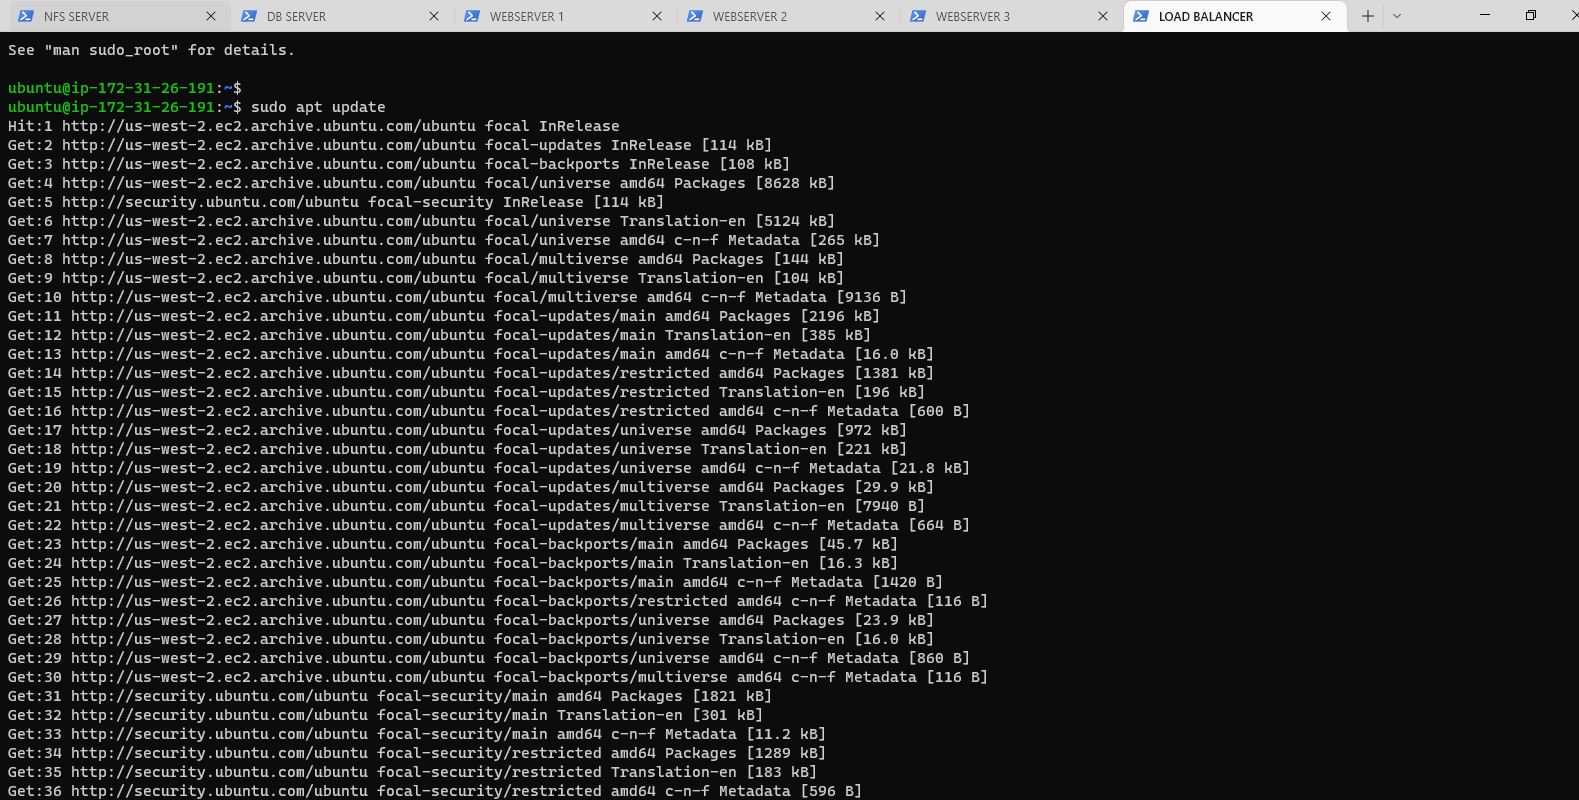 NFS SERVER DB SERVER WEBSERVER 1 WEBSERVER 2 WEBSERVER 3 LOAD BALANCER
See "man sudo_root" for details.
ubuntu@ip-172-31-26-191:~$
ubuntu@ip-172-31-26-191:~$ sudo apt update
Hit:1 http://us-west-2.ec2.archive.ubuntu.com/ubuntu focal InRelease
Get:2 http://us-west-2.ec2.archive.ubuntu.com/ubuntu focal-updates InRelease [114 kB]
Get:3 http://us-west-2.ec2.archive.ubuntu.com/ubuntu focal-backports InRelease [108 kB]
Get:4 http://us-west-2.ec2.archive.ubuntu.com/ubuntu focal/universe amd64 Packages [8628 kB]
Get:5 http://security.ubuntu.com/ubuntu focal-security InRelease [114 kB]
Get:6 http://us-west-2.ec2.archive.ubuntu.com/ubuntu focal/universe Translation-en [5124 kB]
Get:7 http://us-west-2.ec2.archive.ubuntu.com/ubuntu focal/universe amd64 c-n-f Metadata [265 kB]
Get:8 http://us-west-2.ec2.archive.ubuntu.com/ubuntu focal/multiverse amd64 Packages [144 kB]
Get:9 http://us-west-2.ec2.archive.ubuntu.com/ubuntu focal/multiverse Translation-en [104 kB]
Get:10 http://us-west-2.ec2.archive.ubuntu.com/ubuntu focal/multiverse amd64 c-n-f Metadata [9136 B]
Get:11 http://us-west-2.ec2.archive.ubuntu.com/ubuntu focal-updates/main amd64 Packages [2196 kB]
Get:12 http://us-west-2.ec2.archive.ubuntu.com/ubuntu focal-updates/main Translation-en [385 kB]
Get:13 http://us-west-2.ec2.archive.ubuntu.com/ubuntu focal-updates/main amd64 c-n-f Metadata [16.0 kB]
Get:14 http://us-west-2.ec2.archive.ubuntu.com/ubuntu focal-updates/restricted amd64 Packages [1381 kB]
Get:15 http://us-west-2.ec2.archive.ubuntu.com/ubuntu focal-updates/restricted Translation-en [196 kB]
Get:16 http://us-west-2.ec2.archive.ubuntu.com/ubuntu focal-updates/restricted amd64 c-n-f Metadata [600 B]
Get:17 http://us-west-2.ec2.archive.ubuntu.com/ubuntu focal-updates/universe amd64 Packages [972 kB]
Get:18 http://us-west-2.ec2.archive.ubuntu.com/ubuntu focal-updates/universe Translation-en [221 kB]
Get:19 http://us-west-2.ec2.archive.ubuntu.com/ubuntu focal-updates/universe amd64 c-n-f Metadata [21.8 kB]
Get:20 http://us-west-2.ec2.archive.ubuntu.com/ubuntu focal-updates/multiverse amd64 Packages [29.9 kB]
Get:21 http://us-west-2.ec2.archive.ubuntu.com/ubuntu focal-updates/multiverse Translation-en [7940 B]
Get:22 http://us-west-2.ec2.archive.ubuntu.com/ubuntu focal-updates/multiverse amd64 c-n-f Metadata [664 B]
Get:23 http://us-west-2.ec2.archive.ubuntu.com/ubuntu focal-backports/main amd64 Packages [45.7 kB]
Get:24 http://us-west-2.ec2.archive.ubuntu.com/ubuntu focal-backports/main Translation-en [16.3 kB]
Get:25 http://us-west-2.ec2.archive.ubuntu.com/ubuntu focal-backports/main amd64 c-n-f Metadata [1420 B]
Get:26 http://us-west-2.ec2.archive.ubuntu.com/ubuntu focal-backports/restricted amd64 c-n-f Metadata [116 B]
Get:27 http://us-west-2.ec2.archive.ubuntu.com/ubuntu focal-backports/universe amd64 Packages [23.9 kB]
Get:28 http://us-west-2.ec2.archive.ubuntu.com/ubuntu focal-backports/universe Translation-en [16.0 kB]
Get:29 http://us-west-2.ec2.archive.ubuntu.com/ubuntu focal-backports/universe amd64 c-n-f Metadata [860 B]
Get:30 http://us-west-2.ec2.archive.ubuntu.com/ubuntu focal-backports/multiverse amd64 c-n-f Metadata [116 B]
Get:31 http://security.ubuntu.com/ubuntu focal-security/main amd64 Packages [1821 kB]
Get:32 http://security.ubuntu.com/ubuntu focal-security/main Translation-en [301 kB]
Get:33 http://security.ubuntu.com/ubuntu focal-security/main amd64 c-n-f Metadata [11.2 kB]
Get:34 http://security.ubuntu.com/ubuntu focal-security/restricted amd64 Packages [1289 kB]
Get:35 http://security.ubuntu.com/ubuntu focal-security/restricted Translation-en [183 kB]
Get:36 http://security.ubuntu.com/ubuntu focal-security/restricted amd64 c-n-f Metadata [596 B]